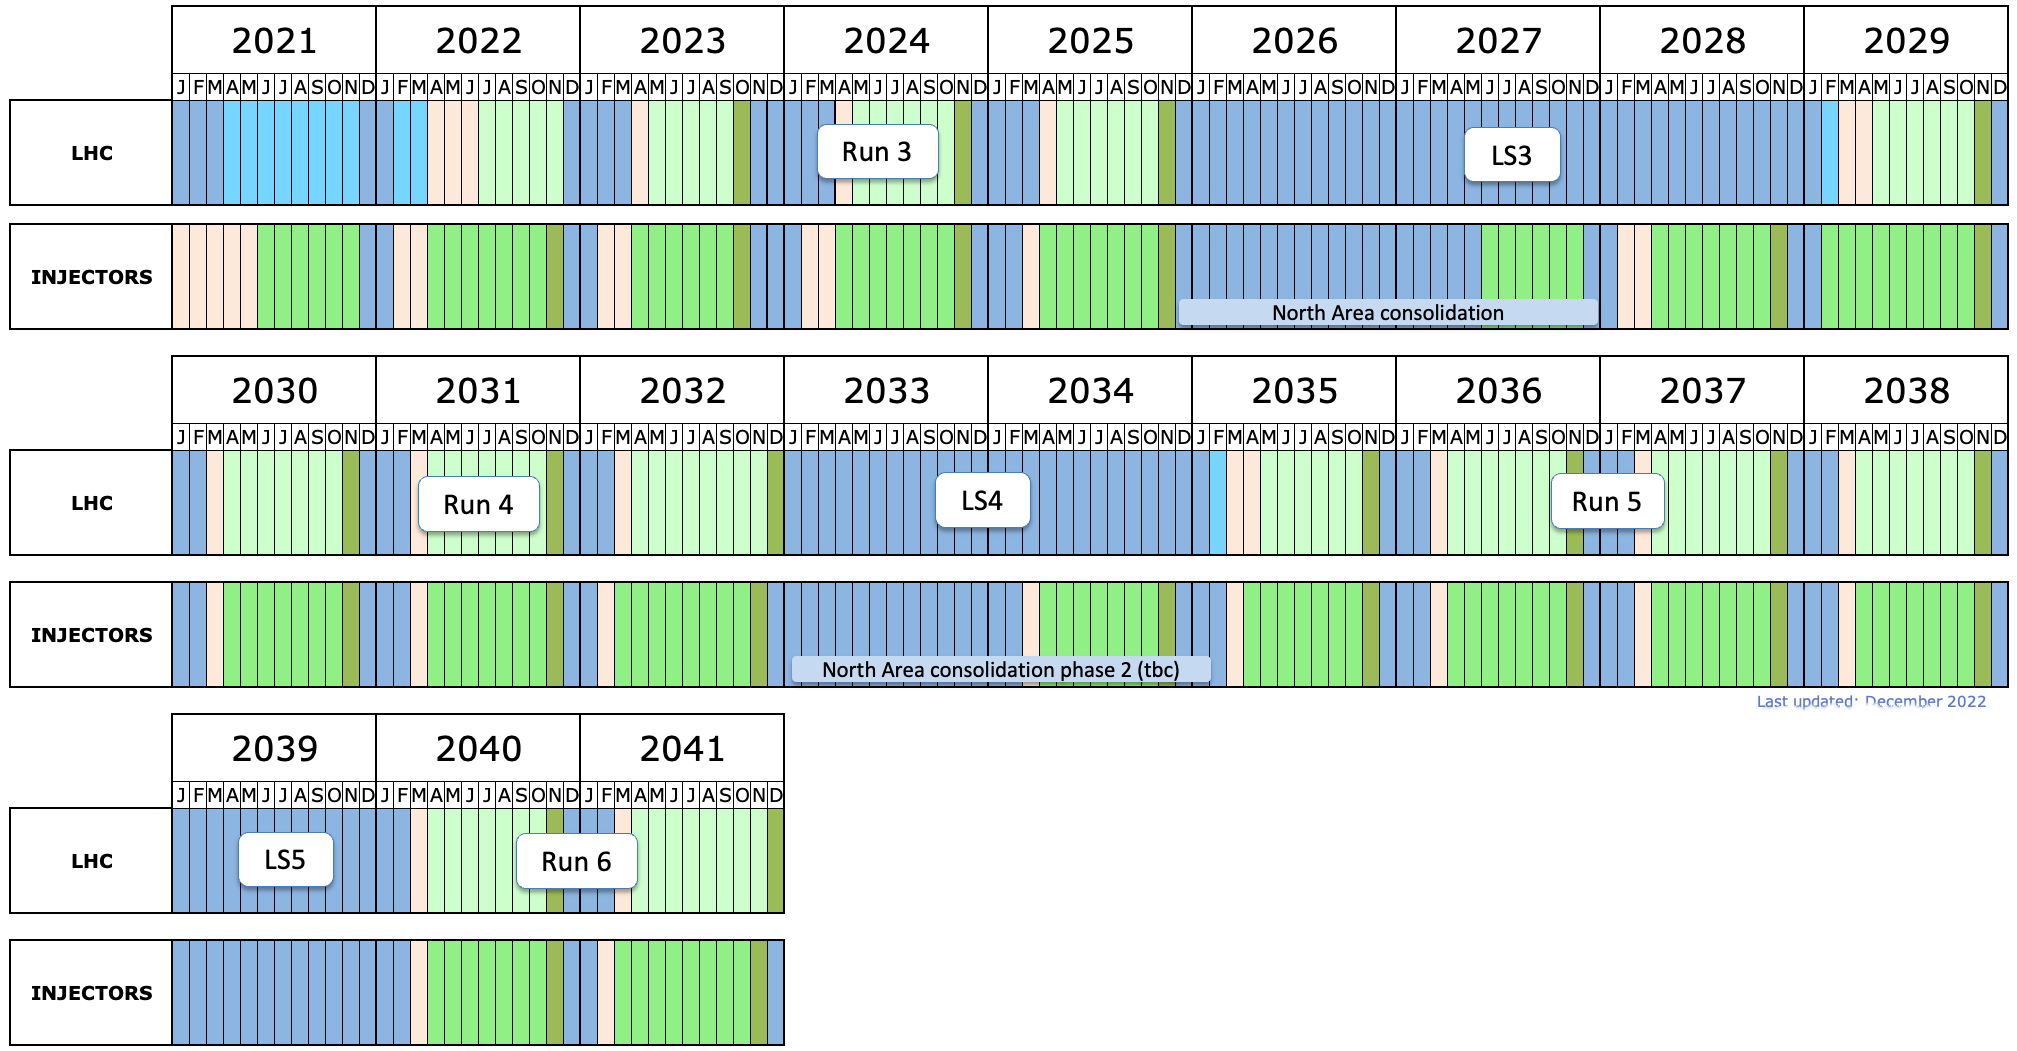 2021 2022 2023 2024 2025 2026 2027 2028 2029
J F M A M J J A S O N D J F M A M J J A S O N D J F M A M J J A S O N D J F M A M J J A S O N D J F M A M J J A S O N D J F M A M J J A S O N D J F M A M J J A S O N D J F M A M J J A S O N D J F M A M J J A S O N D
LHC Run 3 LS3
INJECTORS
North Area consolidation
2030 2031 2032 2033 2034 2035 2036 2037 2038
J F M A M J J A S O N D J F M A M J J A S O N D J F M A M J J A S O N D J F M A M J J A S O N D J F M A M J J A S O N D J F M A M J J A S O N D J F M A M J J A S O N D J F M A M J J A S O N D J F M A M J J A S O N D
LHC Run 4 LS4 Run 5
INJECTORS
North Area consolidation phase 2 (tbc)
Last updated: December 2022
2039 2040 2041
J F M A M J J A S O N D J F M A M J J A S O N D J F M A M J J A S O N D
LHC LS5 Run 6
INJECTORS